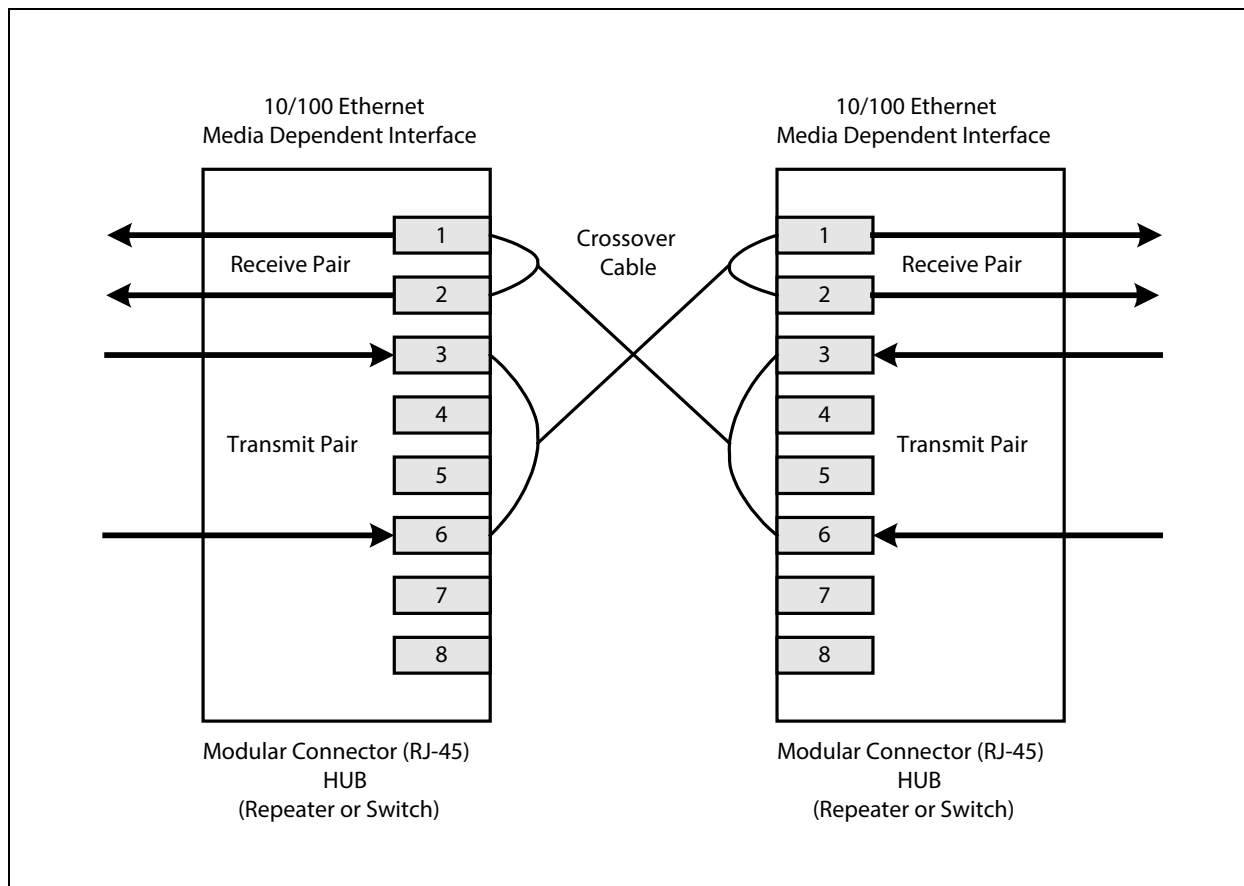 10/100 Ethernet
Media Dependent Interface
10/100 Ethernet
Media Dependent Interface
1
Receive Pair
2
3
4
Transmit Pair
5
6
7
8
Crossover
Cable
1
Receive Pair
2
3
4
Transmit Pair
5
6
7
8
Modular Connector (RJ-45)
HUB
(Repeater or Switch)
Modular Connector (RJ-45)
HUB
(Repeater or Switch)